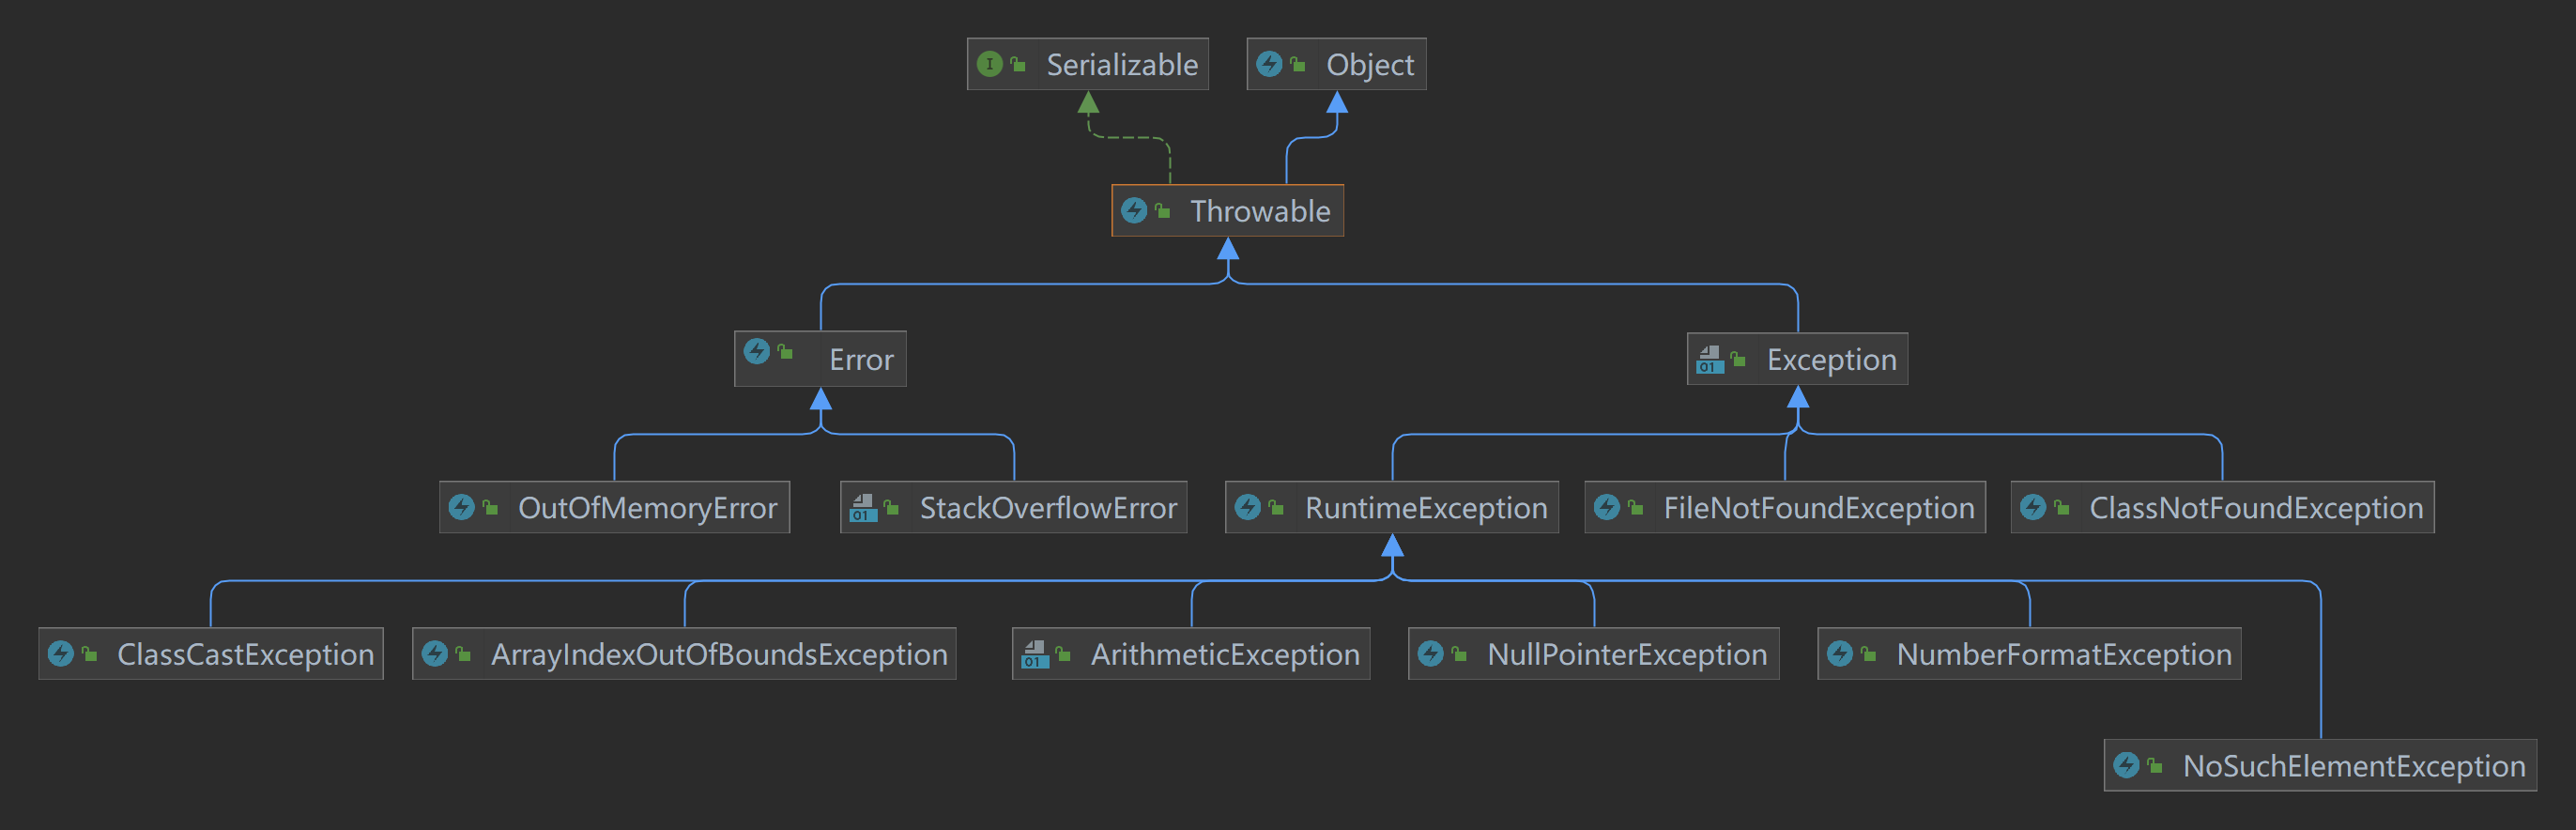 Serializable
Object
Throwable
Error
Exception
OutOfMemoryError
StackOverflowError
RuntimeException
FileNotFoundException
ClassNotFoundException
ClassCastException
ArrayIndexOutOfBoundsException
ArithmeticException
NullPointerException
NumberFormatException
NoSuchElementException